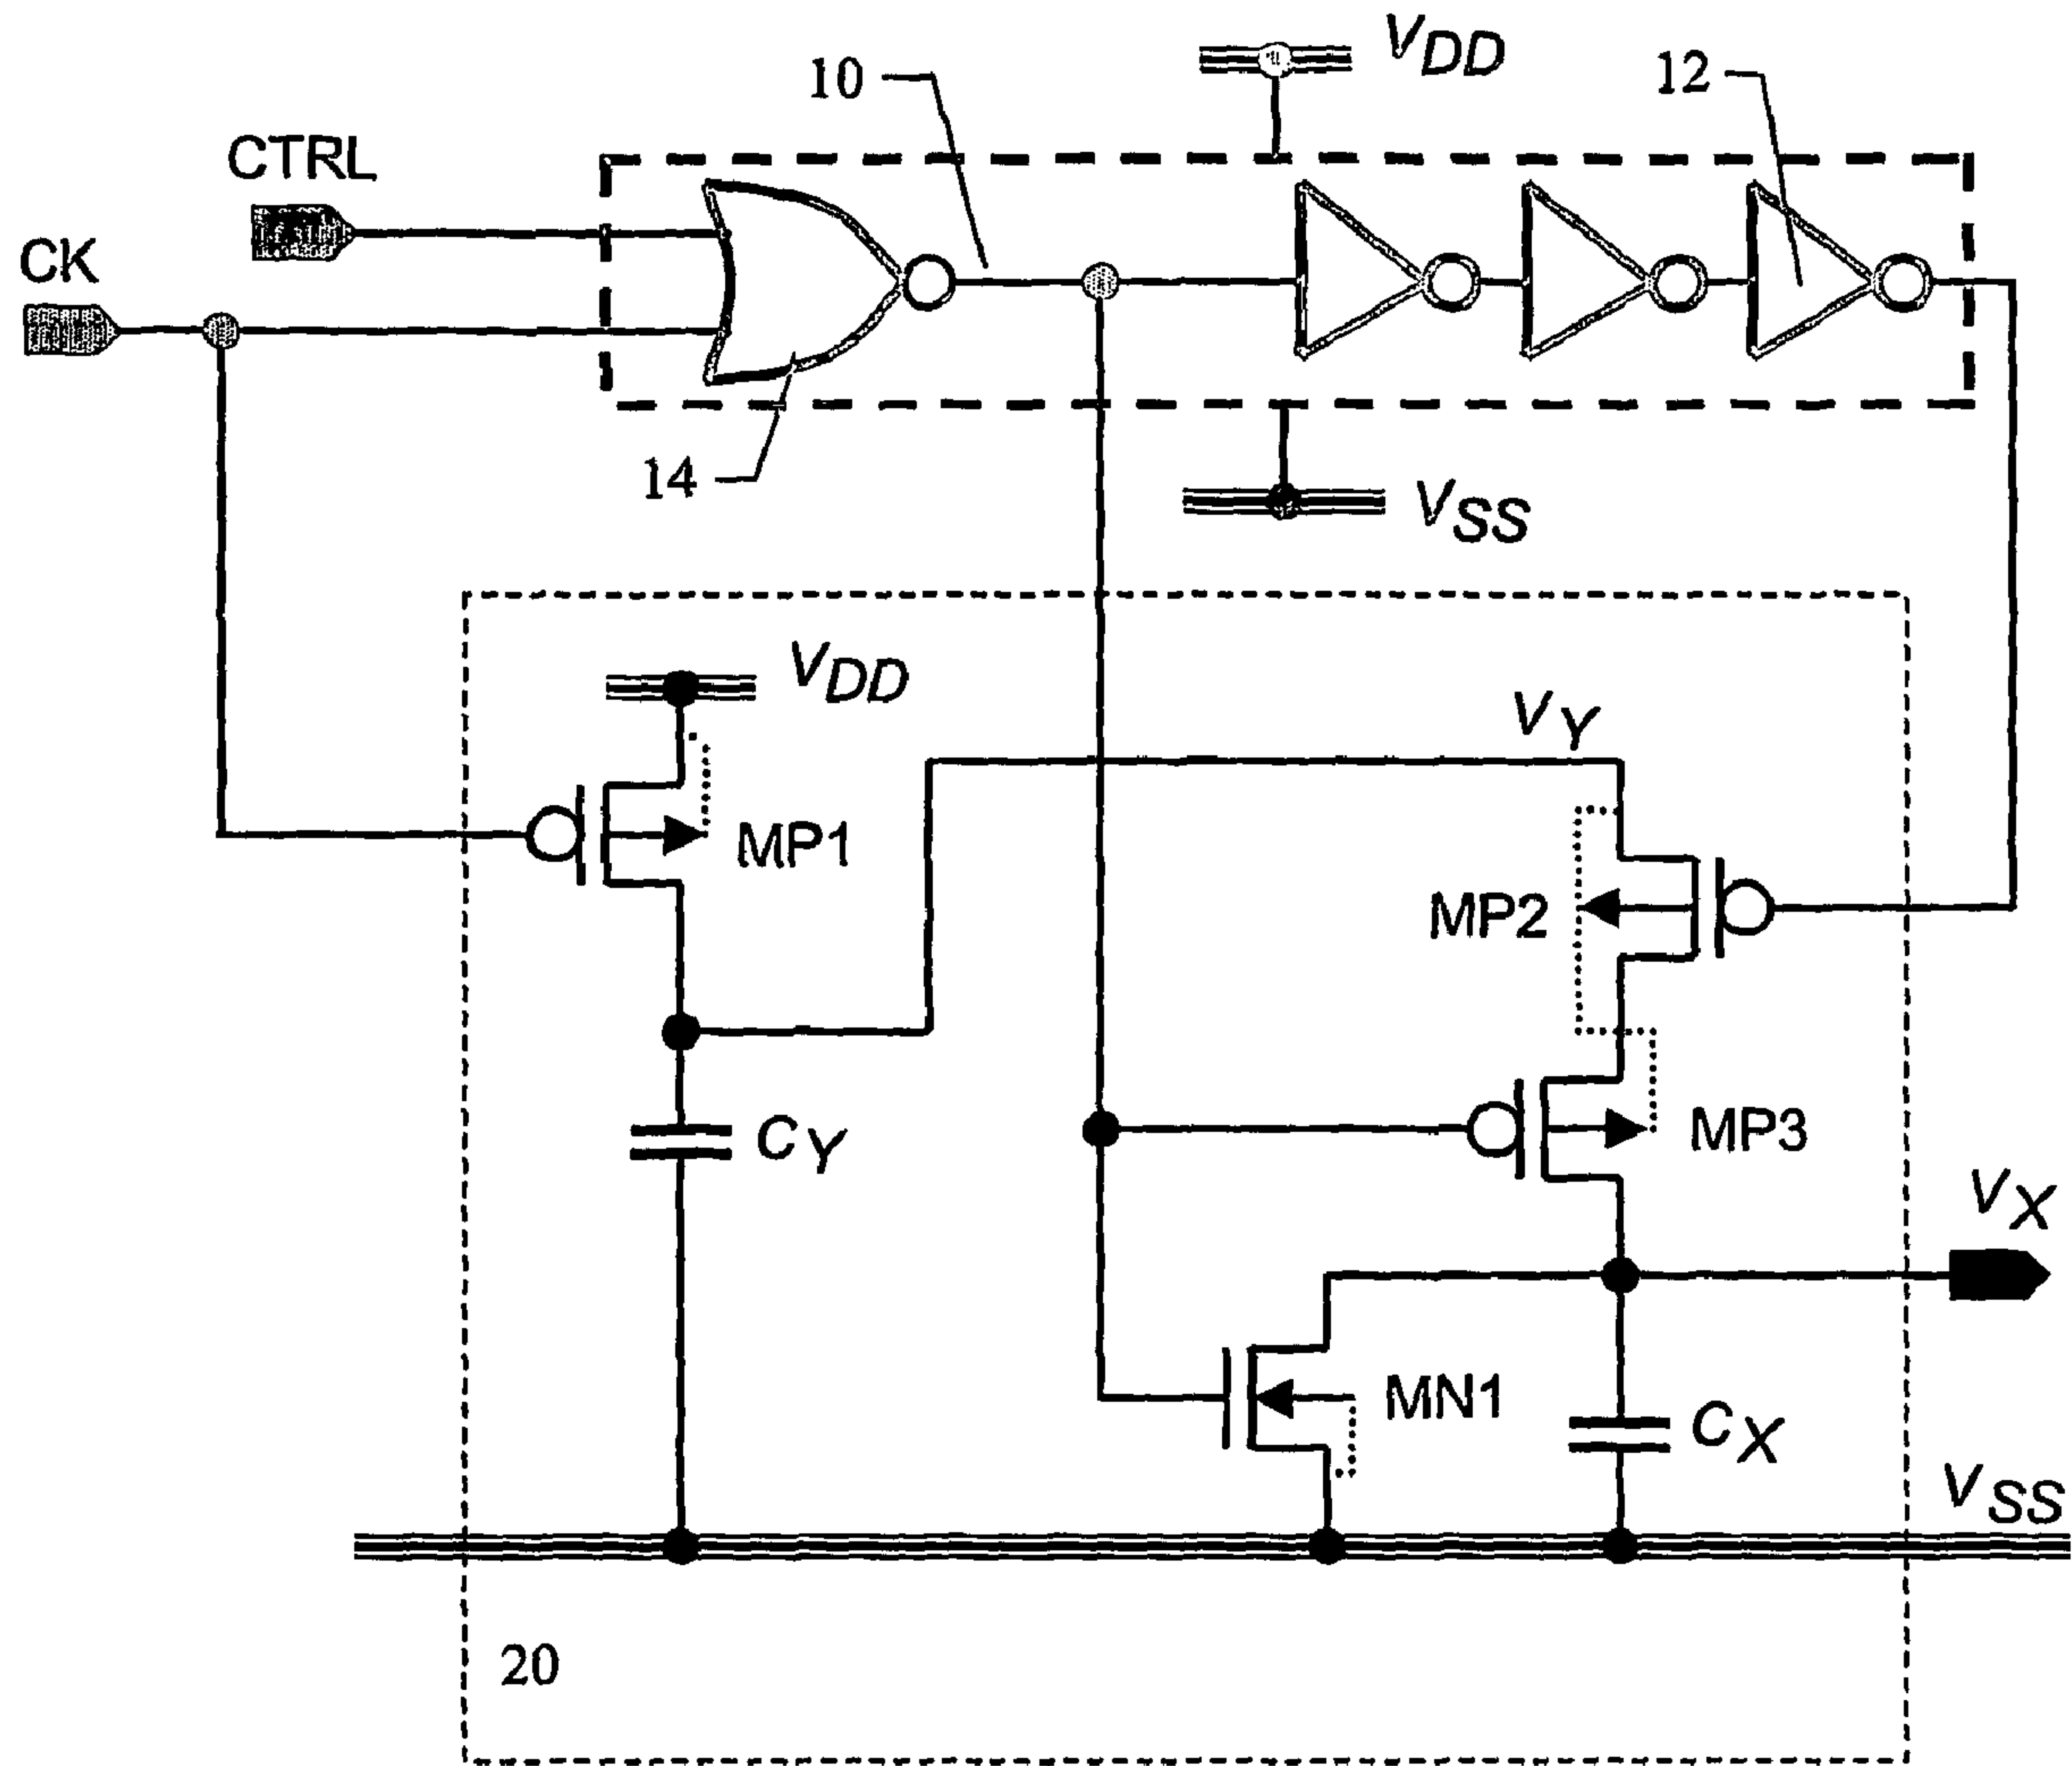 V_DD
10
12
CTRL
CK
14
V_SS
V_DD
V_Y
MP1
MP2
C_Y
MP3
V_X
MN1
C_X
V_SS
20